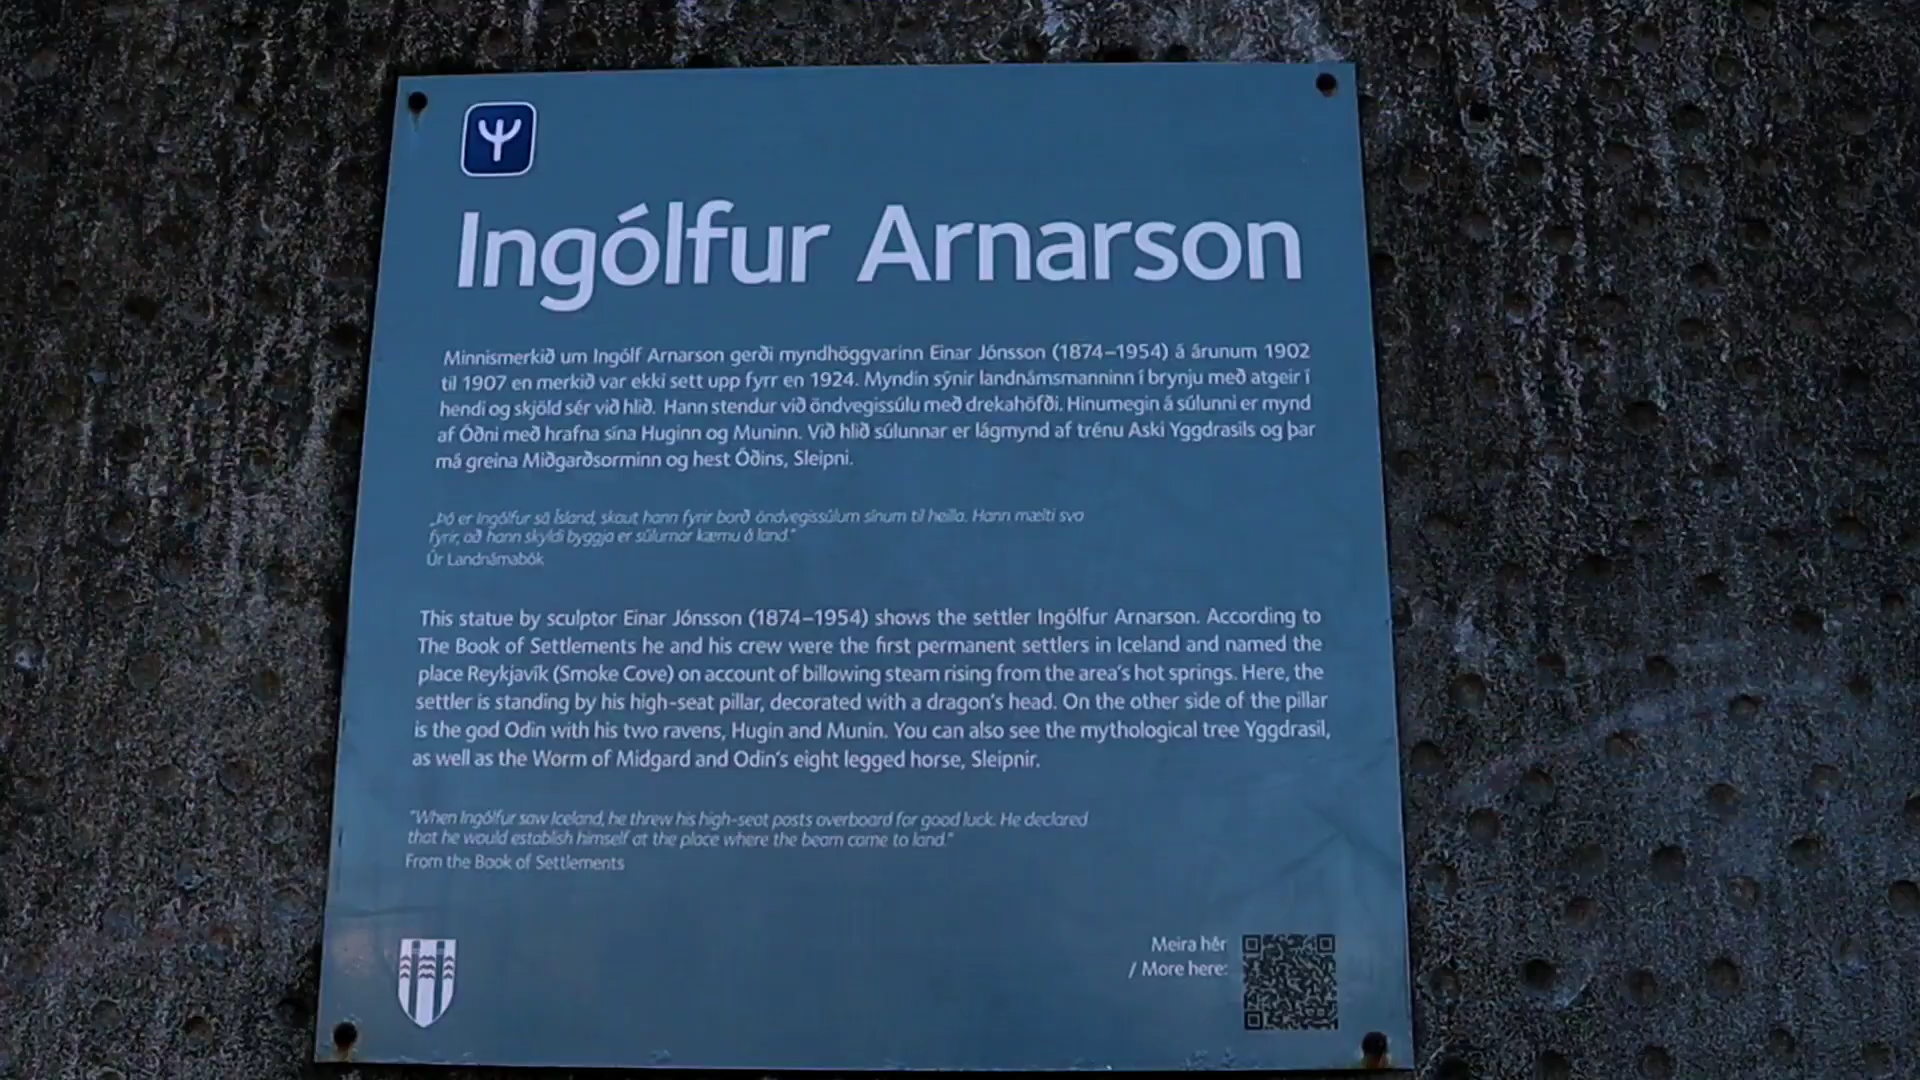 Ingólfur Arnarson
Minnismerkið um Ingólf Arnarson gerði myndhöggvarinn Einar Jónsson (1874–1954) á árunum 1902
til 1907 en merkið var ekki sett upp fyrr en 1924. Myndin sýnir landnámsmanninn í brynju með atgeir í
hendi og skjöld sér við hlið. Hann stendur við öndvegissúlu með drekahöfði. Hinumegin á súlunni er mynd
af Óðni með hrafna sína Huginn og Muninn. Við hlið súlunnar er lágmynd af trénu Aski Yggdrasils og þar
má greina Miðgarðsorminn og hest Óðins, Sleipni.
„Þá er Ingólfur sá Ísland, skaut hann fyrir borð öndvegissúlum sínum til heilla. Hann mælti svo
fyrir, að hann skyldi byggja er súlurnar kæmu á land.“
Úr Landnámabók
This statue by sculptor Einar Jónsson (1874–1954) shows the settler Ingólfur Arnarson. According to
The Book of Settlements he and his crew were the first permanent settlers in Iceland and named the
place Reykjavík (Smoke Cove) on account of billowing steam rising from the area's hot springs. Here, the
settler is standing by his high-seat pillar, decorated with a dragon's head. On the other side of the pillar
is the god Odin with his two ravens, Hugin and Munin. You can also see the mythological tree Yggdrasil,
as well as the Worm of Midgard and Odin's eight legged horse, Sleipnir.
"When Ingólfur saw Iceland, he threw his high-seat posts overboard for good luck. He declared
that he would establish himself at the place where the beam came to land."
From the Book of Settlements
Meira hér
/ More here: